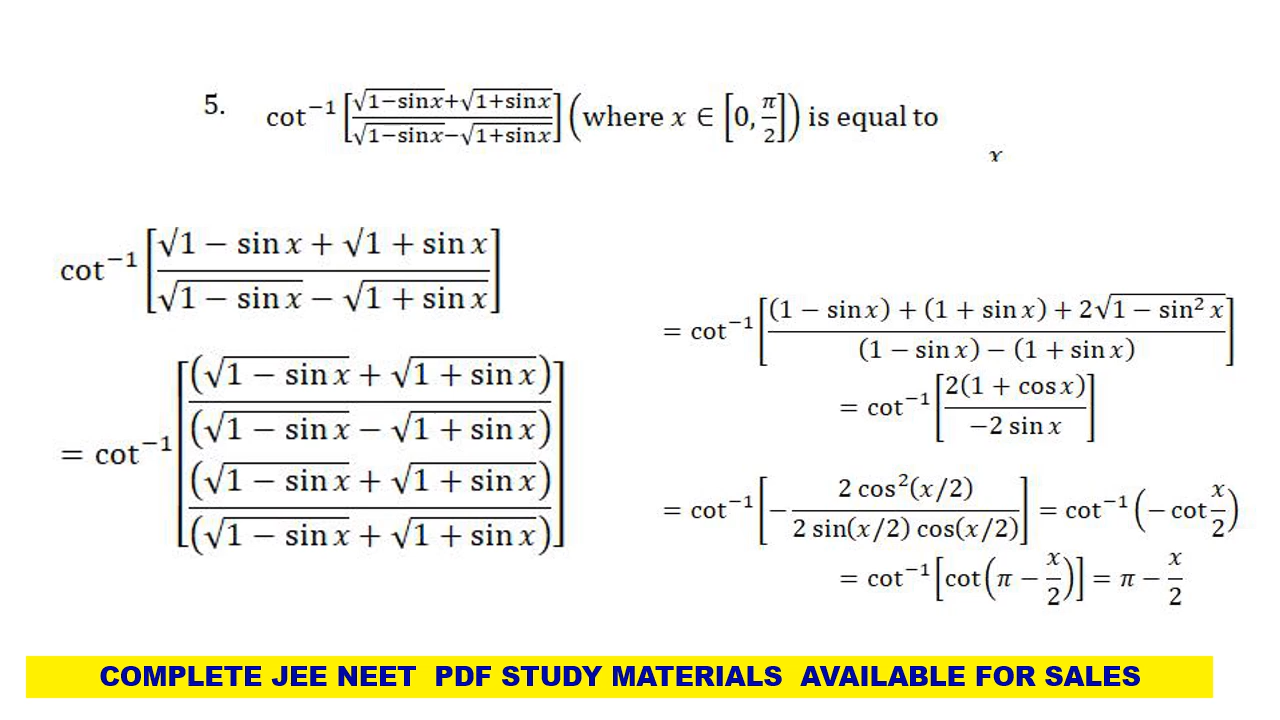 5. cot⁻¹ [(√(1−sinx)+√(1+sinx))/(√(1−sinx)−√(1+sinx))] (where x ∈ [0, π/2]) is equal to
x
cot⁻¹ [(√1 − sin x + √1 + sin x)/(√(1 − sin x) − √(1 + sin x))]
= cot⁻¹ [((√(1 − sin x) + √(1 + sin x))/(√(1 − sin x) − √(1 + sin x)))/((√(1 − sin x) + √(1 + sin x))/(√(1 − sin x) + √(1 + sin x)))]
= cot⁻¹ [((1 − sin x) + (1 + sin x) + 2√(1 − sin² x))/((1 − sin x) − (1 + sin x))]
= cot⁻¹ [2(1 + cos x)/(−2 sin x)]
= cot⁻¹ [− 2 cos²(x/2)/(2 sin(x/2) cos(x/2))] = cot⁻¹ (−cot x/2)
= cot⁻¹ [cot(π − x/2)] = π − x/2
COMPLETE JEE NEET PDF STUDY MATERIALS AVAILABLE FOR SALES